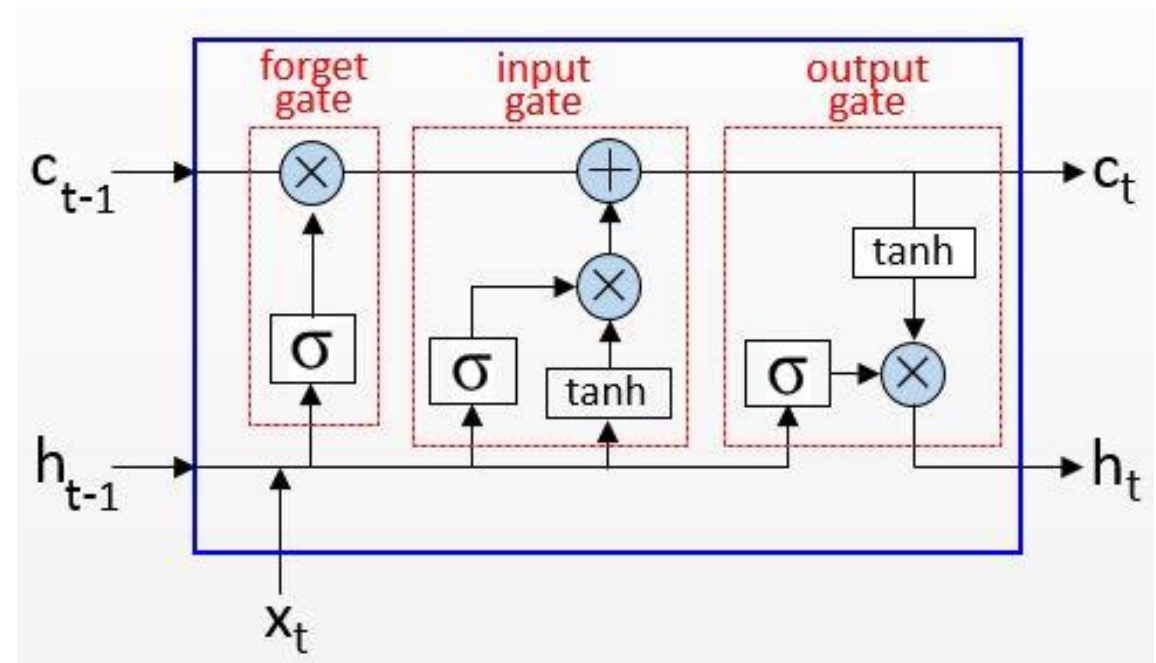 forget
gate
input
gate
output
gate
c t-1
×
+
c t
tanh
×
σ
σ
tanh
σ
×
h t-1
h t
x t